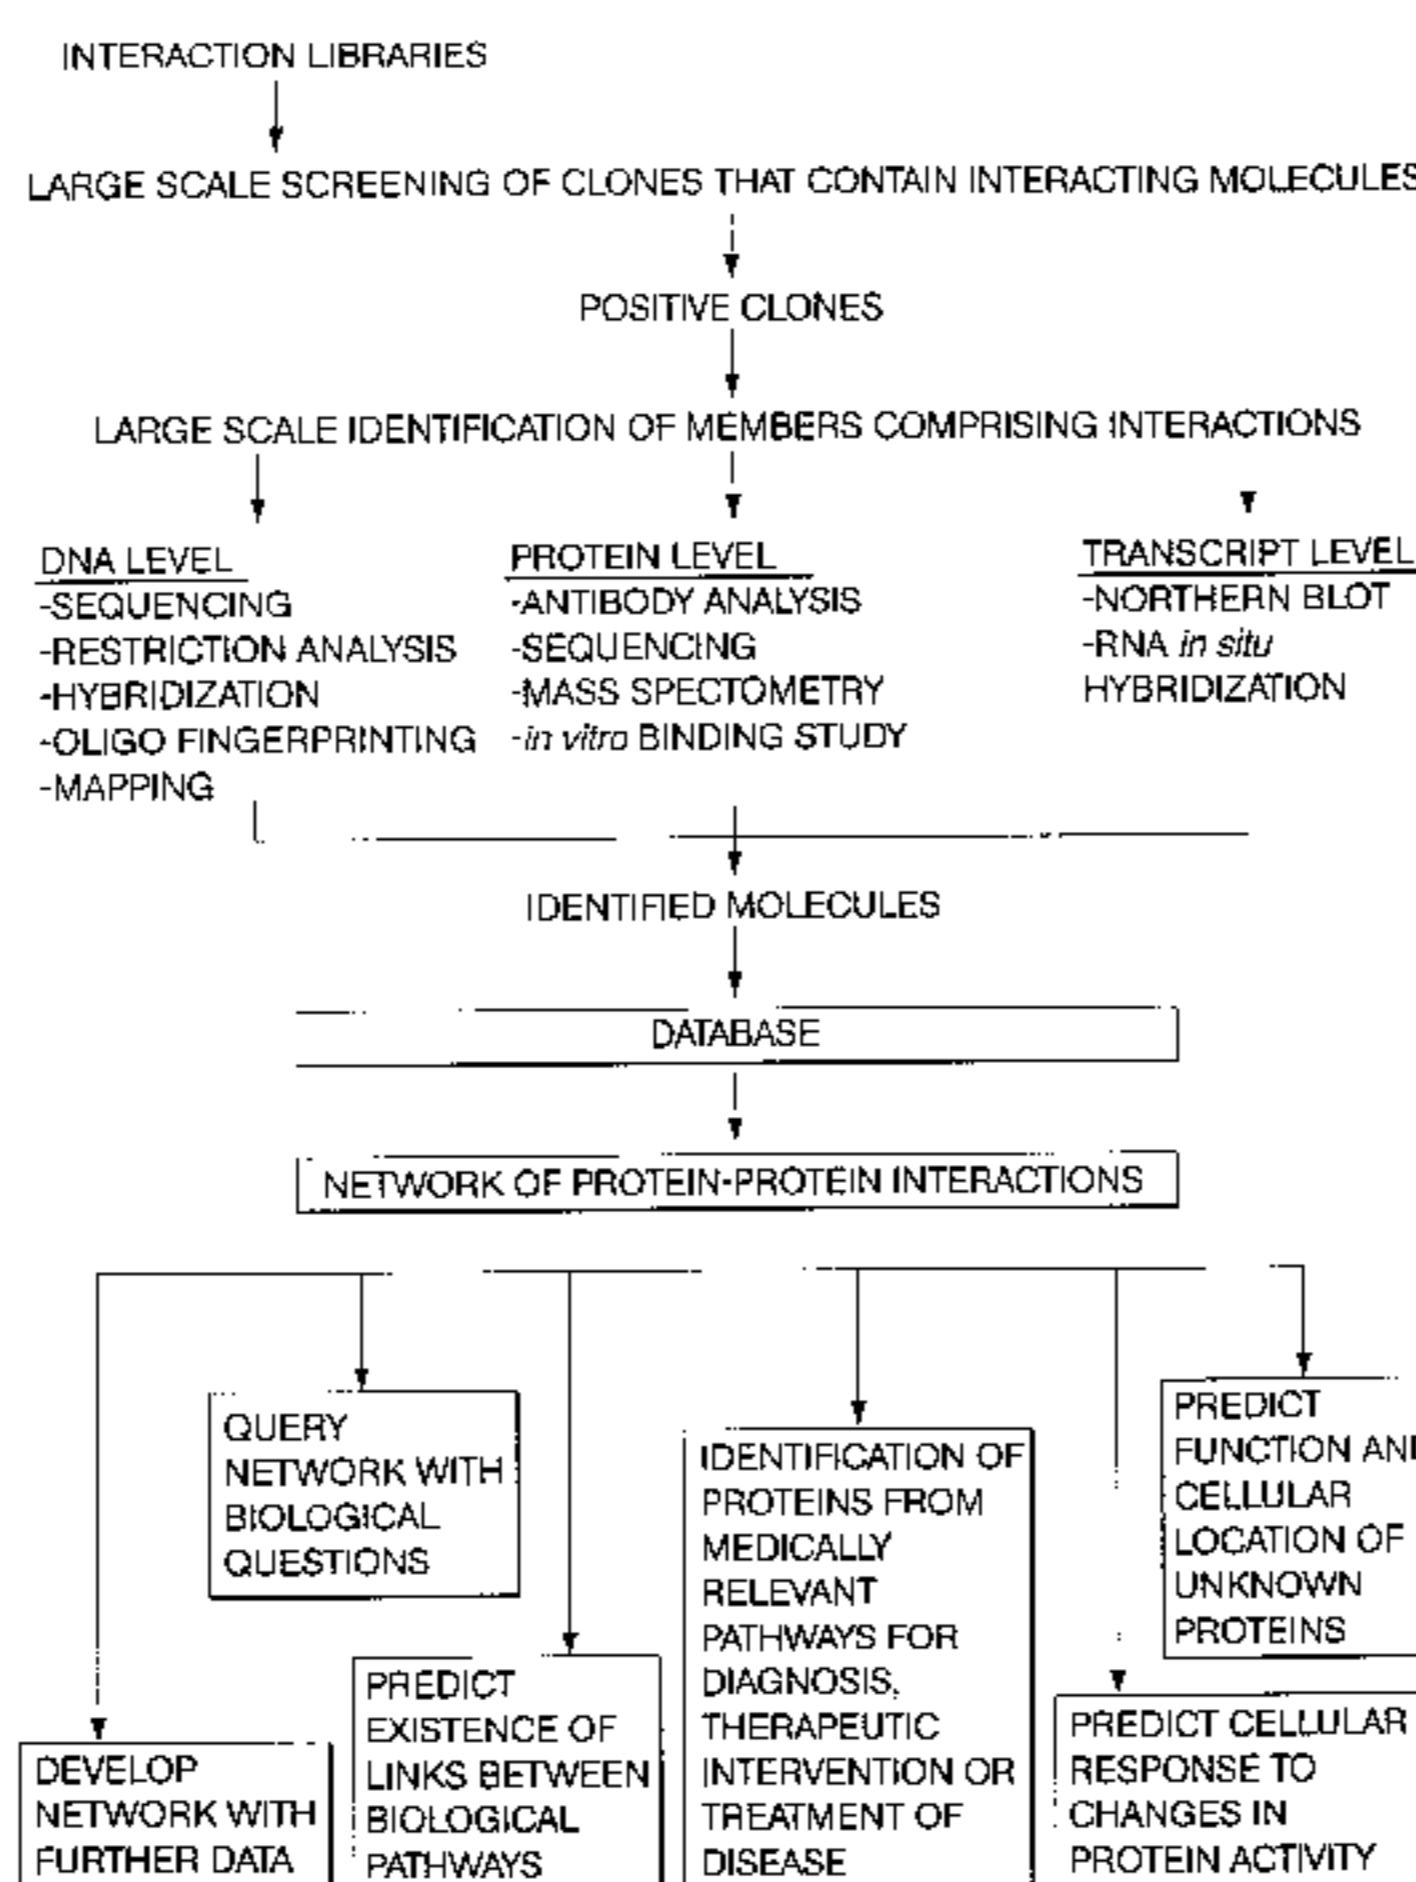 INTERACTION LIBRARIES
LARGE SCALE SCREENING OF CLONES THAT CONTAIN INTERACTING MOLECULES
POSITIVE CLONES
LARGE SCALE IDENTIFICATION OF MEMBERS COMPRISING INTERACTIONS
DNA LEVEL
-SEQUENCING
-RESTRICTION ANALYSIS
-HYBRIDIZATION
-OLIGO FINGERPRINTING
-MAPPING
PROTEIN LEVEL
-ANTIBODY ANALYSIS
-SEQUENCING
-MASS SPECTOMETRY
-in vitro BINDING STUDY
TRANSCRIPT LEVEL
-NORTHERN BLOT
-RNA in situ
HYBRIDIZATION
IDENTIFIED MOLECULES
DATABASE
NETWORK OF PROTEIN-PROTEIN INTERACTIONS
DEVELOP
NETWORK WITH
FURTHER DATA
QUERY
NETWORK WITH
BIOLOGICAL
QUESTIONS
PREDICT
EXISTENCE OF
LINKS BETWEEN
BIOLOGICAL
PATHWAYS
IDENTIFICATION OF
PROTEINS FROM
MEDICALLY
RELEVANT
PATHWAYS FOR
DIAGNOSIS,
THERAPEUTIC
INTERVENTION OR
TREATMENT OF
DISEASE
PREDICT CELLULAR
RESPONSE TO
CHANGES IN
PROTEIN ACTIVITY
PREDICT
FUNCTION AND
CELLULAR
LOCATION OF
UNKNOWN
PROTEINS